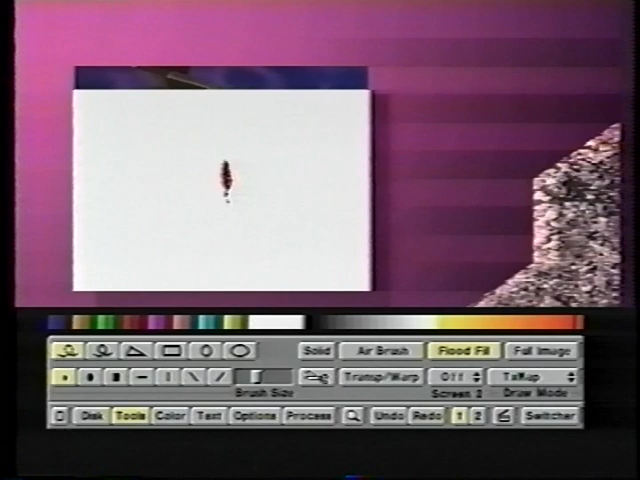 Solid Air Brush Flood Fill Full Image
Transp/Warp Off TxMap
Brush Size Screen 2 Draw Mode
Disk Tools Color Text Options Process Undo Redo 1 2 Switcher